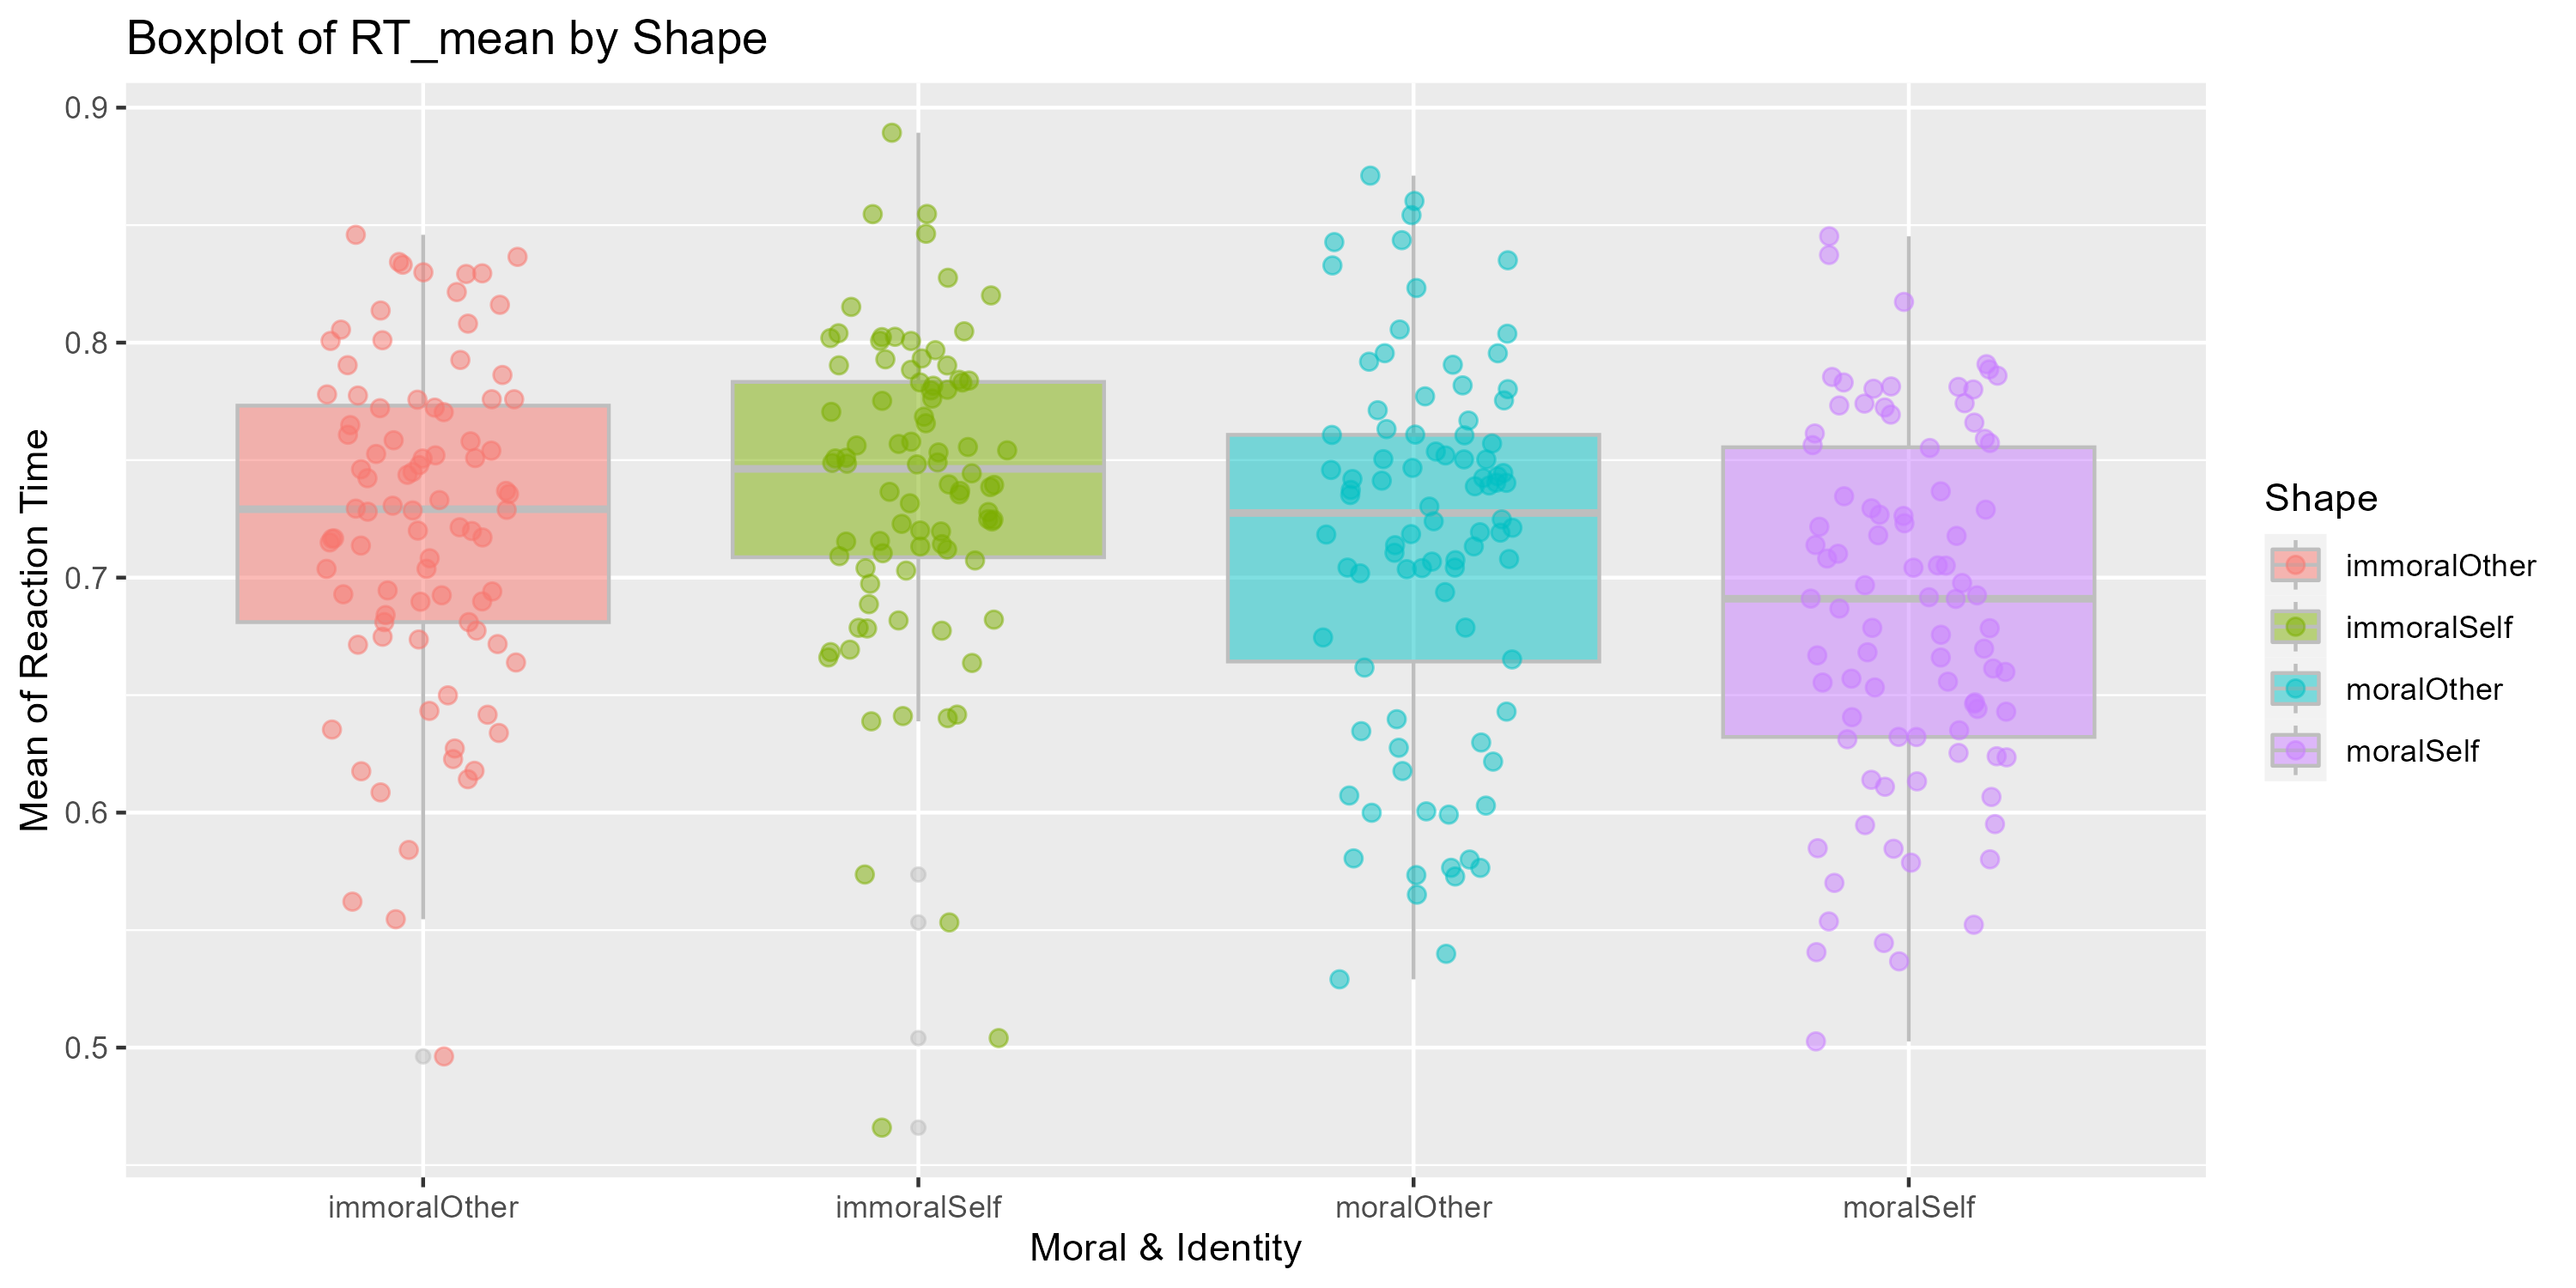 Boxplot of RT_mean by Shape
0.9
0.8
0.7
0.6
0.5
Mean of Reaction Time
immoralOther
immoralSelf
moralOther
moralSelf
Moral & Identity
Shape
immoralOther
immoralSelf
moralOther
moralSelf